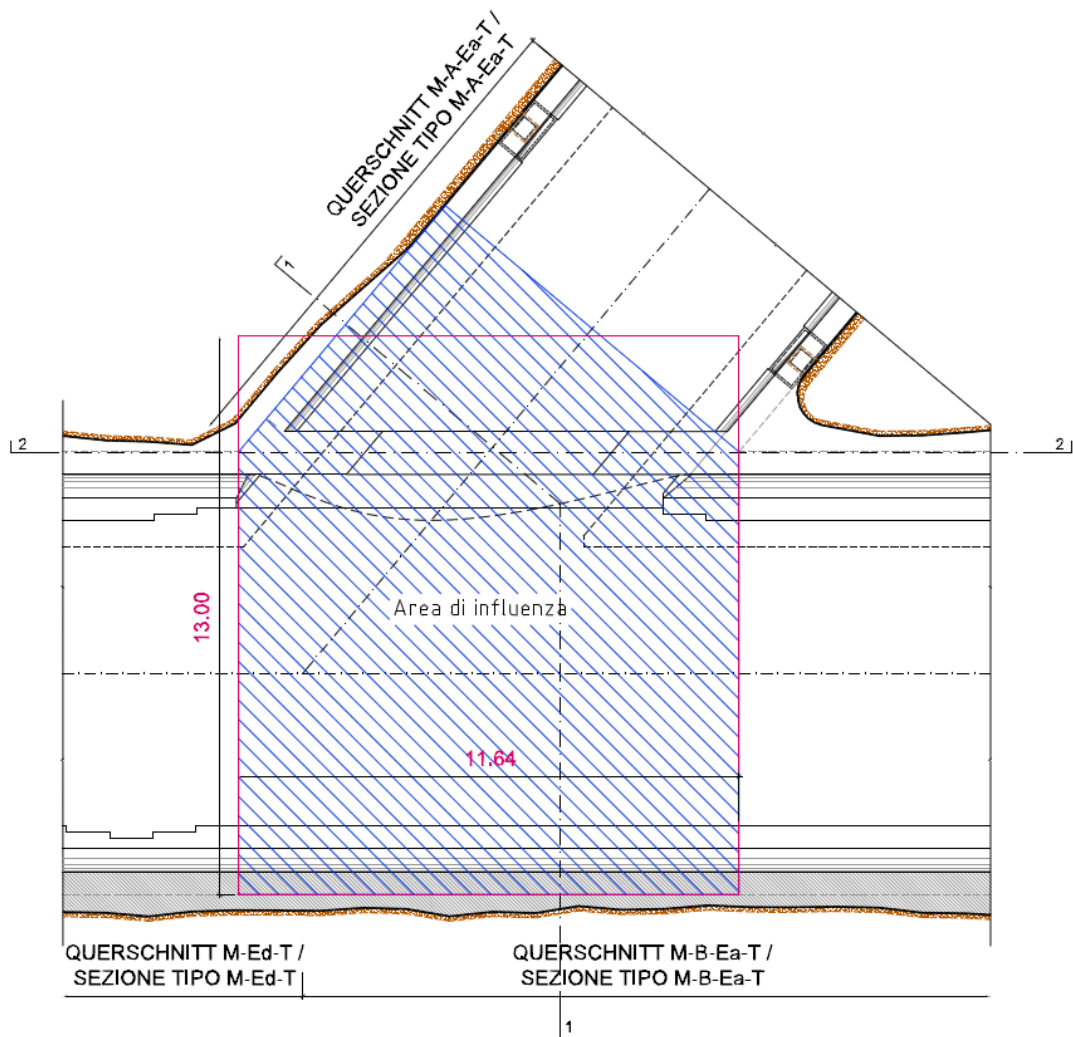 QUERSCHNITT M-A-Ea-T /
SEZIONE TIPO M-A-Ea-T
1
2
2
13.00
Area di influenza
11.64
QUERSCHNITT M-Ed-T /
SEZIONE TIPO M-Ed-T
QUERSCHNITT M-B-Ea-T /
SEZIONE TIPO M-B-Ea-T
1